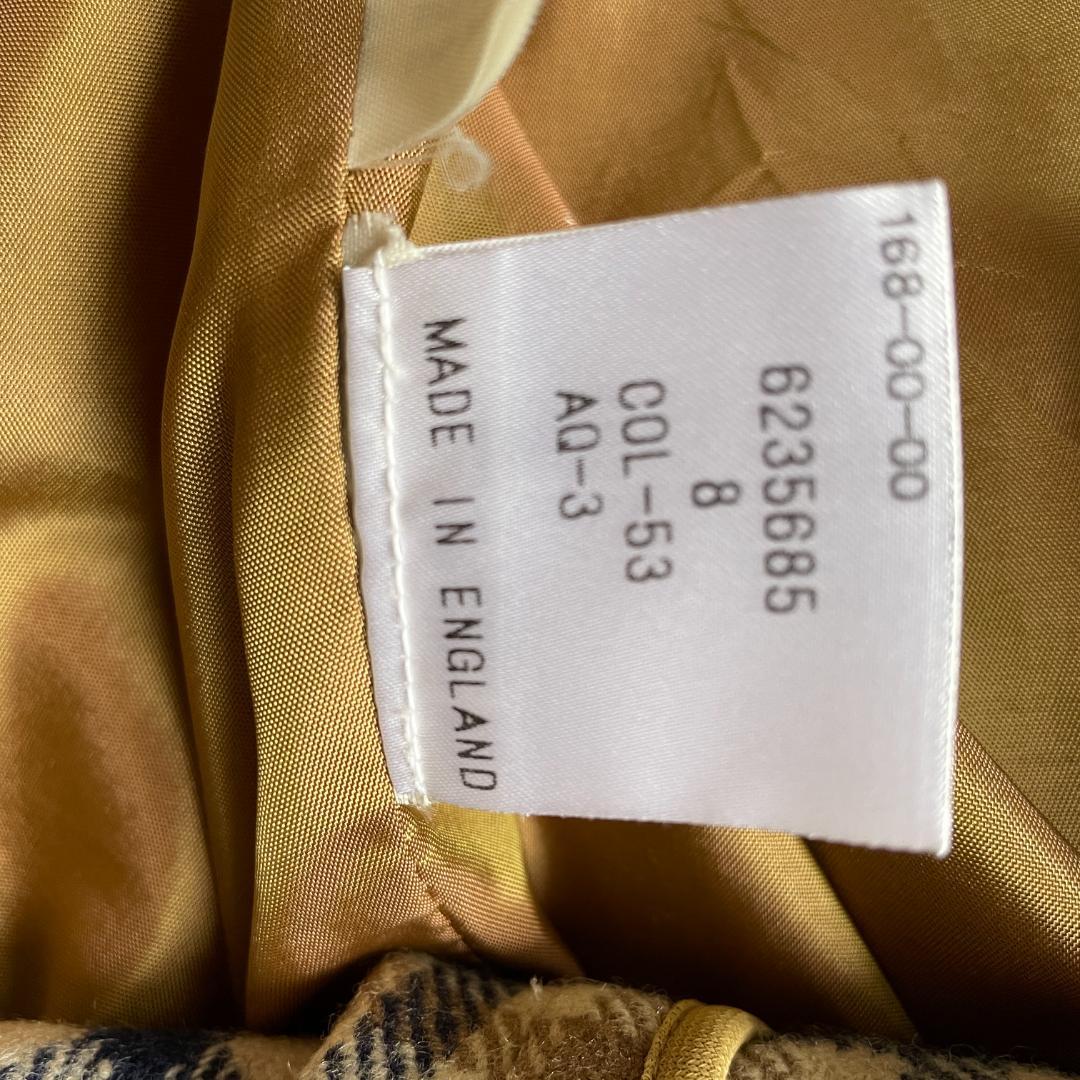 168-00-00
6235685
8
COL-53
AQ-3
MADE IN ENGLAND